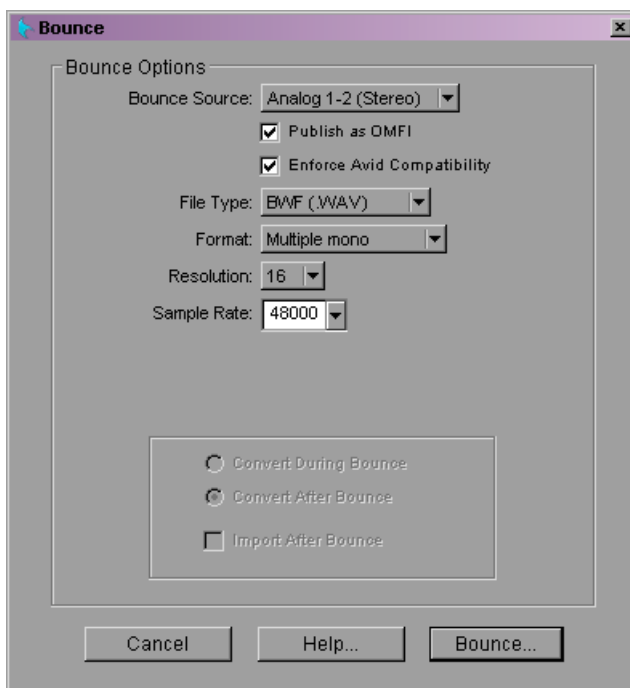 Bounce
Bounce Options
Bounce Source: Analog 1-2 (Stereo)
Publish as OMFI
Enforce Avid Compatibility
File Type: BWF (.WAV)
Format: Multiple mono
Resolution: 16
Sample Rate: 48000
Convert During Bounce
Convert After Bounce
Import After Bounce
Cancel Help... Bounce...